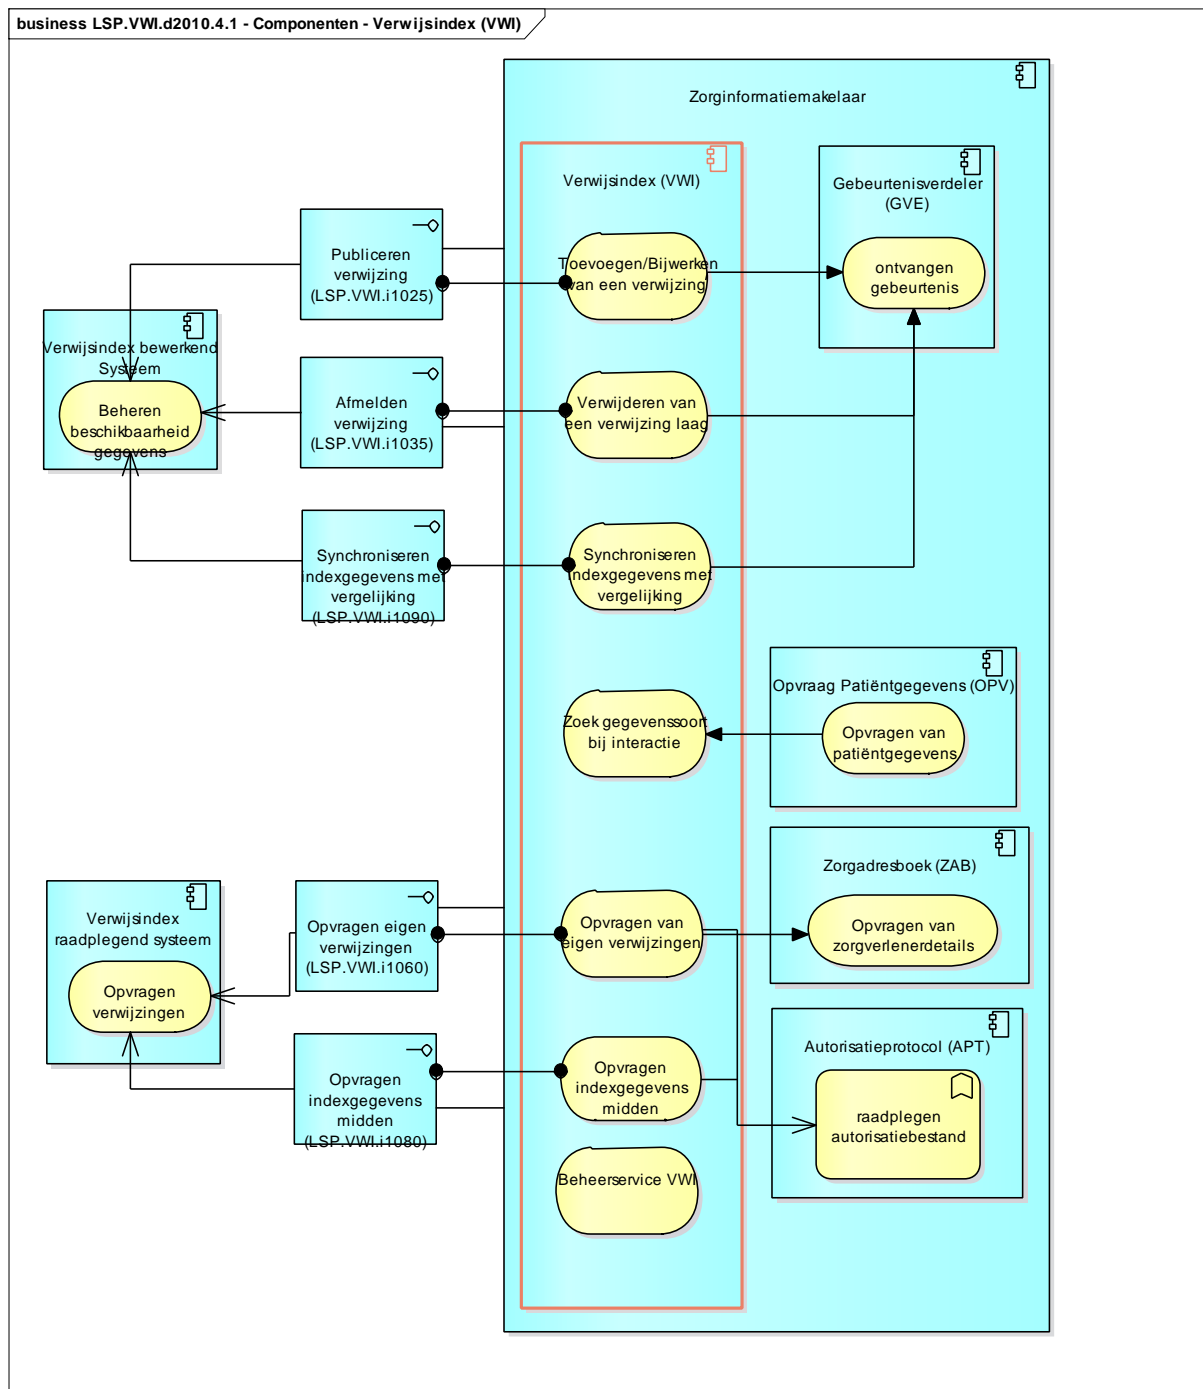 business LSP.VWI.d2010.4.1 - Componenten - Verwijsindex (VWI)
Zorginformatiemakelaar
Verwijsindex (VWI)
Gebeurtenisverdeler
(GVE)
Publiceren
verwijzing
(LSP.VWI.i1025)
Toevoegen/Bijwerken
van een verwijzing
ontvangen
gebeurtenis
Verwijsindex bewerkend
Systeem
Beheren
beschikbaarheid
gegevens
Afmelden
verwijzing
(LSP.VWI.i1035)
Verwijderen van
een verwijzing laag
Synchroniseren
indexgegevens met
vergelijking
(LSP.VWI.i1090)
Synchroniseren
indexgegevens met
vergelijking
Opvraag Patiëntgegevens (OPV)
Zoek gegevenssoort
bij interactie
Opvragen van
patiëntgegevens
Zorgadresboek (ZAB)
Verwijsindex
raadplegend systeem
Opvragen
verwijzingen
Opvragen eigen
verwijzingen
(LSP.VWI.i1060)
Opvragen van
eigen verwijzingen
Opvragen van
zorgverlenerdetails
Autorisatieprotocol (APT)
Opvragen
indexgegevens
midden
(LSP.VWI.i1080)
Opvragen
indexgegevens
midden
raadplegen
autorisatiebestand
Beheerservice VWI